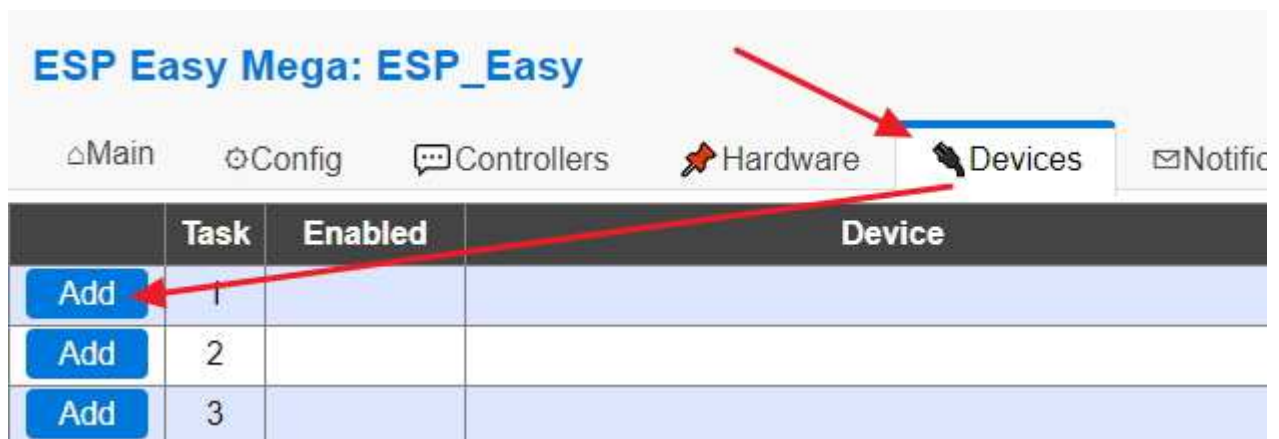 ESP Easy Mega: ESP_Easy
Main Config Controllers Hardware Devices Notific
Task Enabled Device
Add 1
Add 2
Add 3